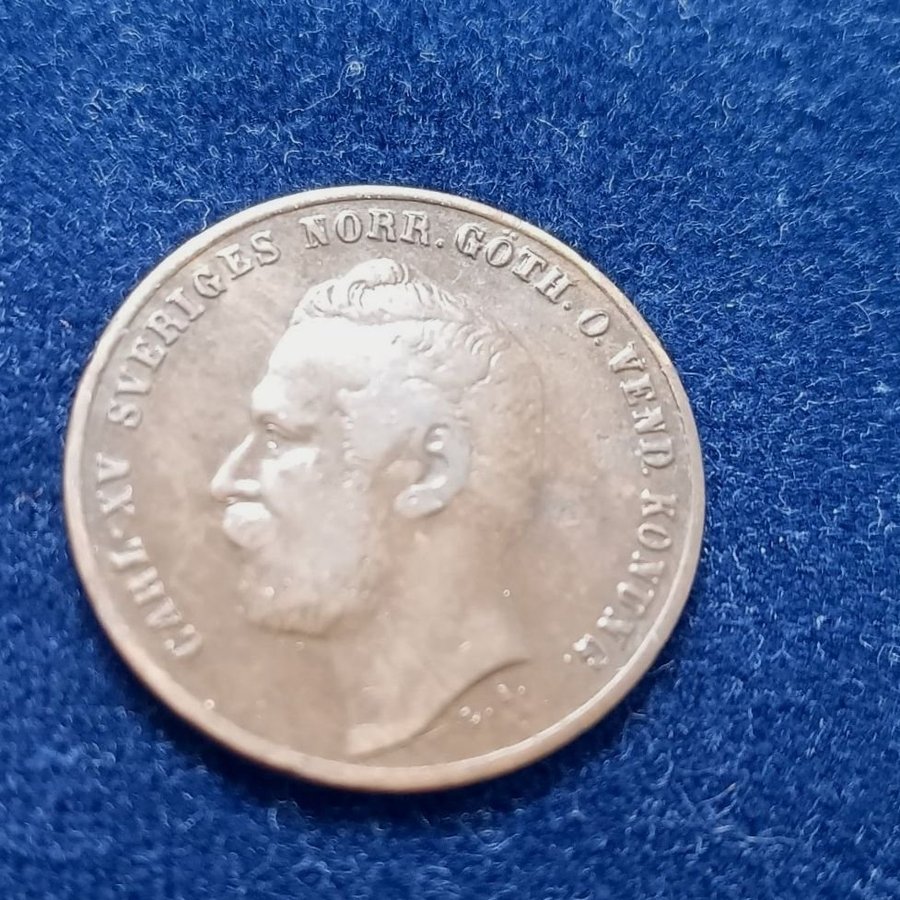 CARL XV SVERIGES NORR. GÖTH. O. VEND. KONUNG.